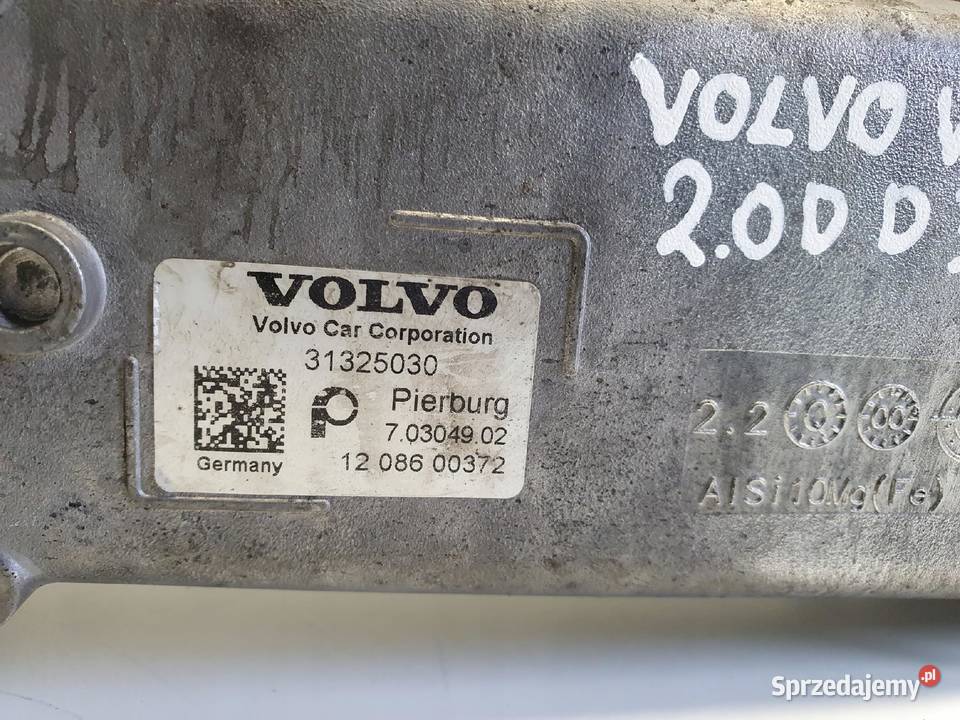 VOLVO
2.0D D
VOLVO
Volvo Car Corporation
31325030
Pierburg
7.03049.02
Germany
12 086 00372
2.2
AlSi10Mg(Fe)
Sprzedajemy.pl